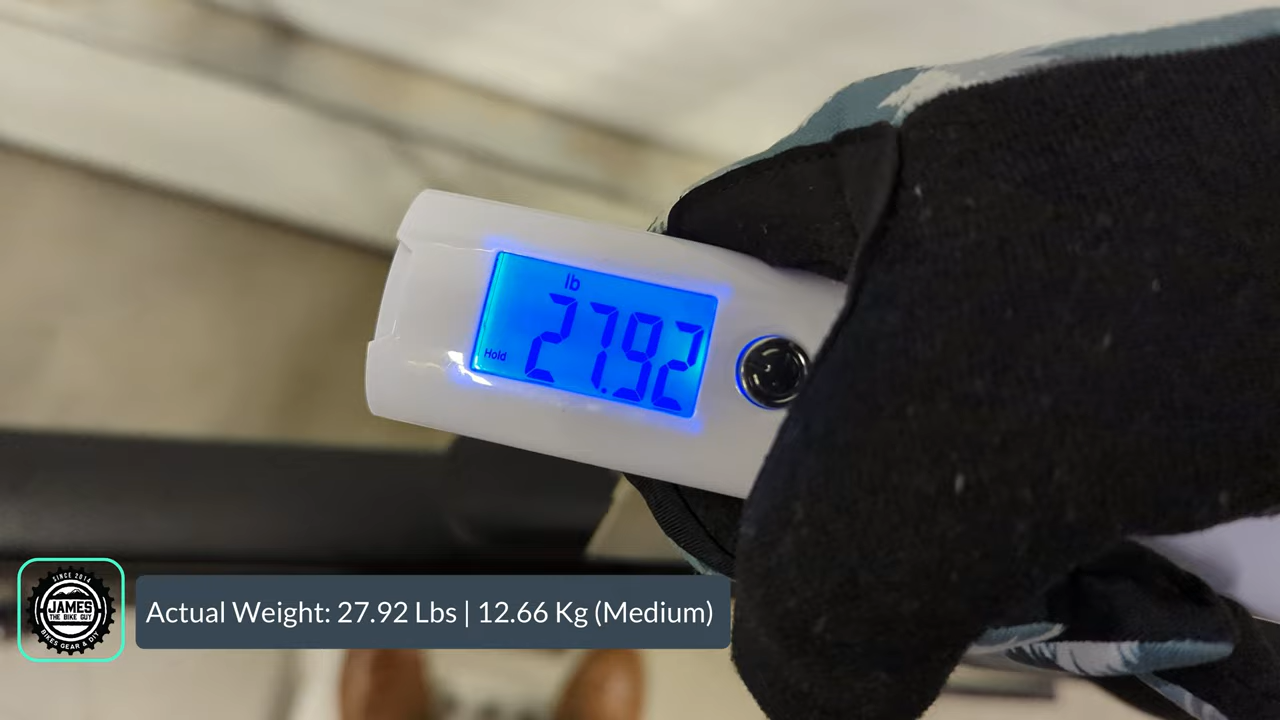 lb
Hold
27.92
SINCE 2014
JAMES
THE BIKE GUY
BIKES GEAR & DIY
Actual Weight: 27.92 Lbs | 12.66 Kg (Medium)